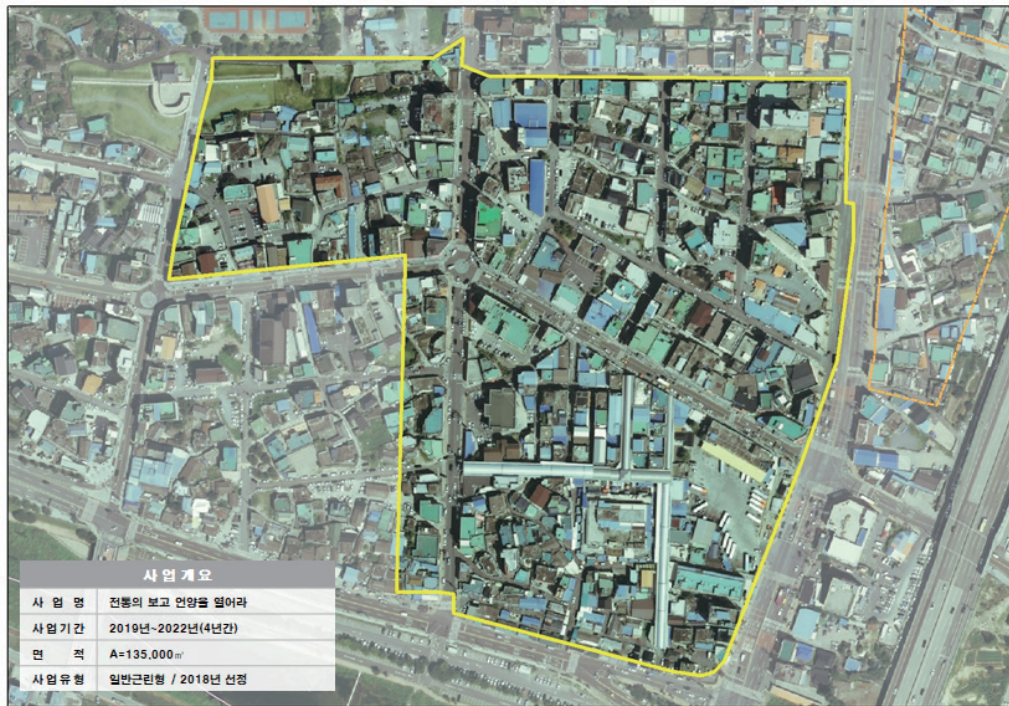 사업개요
사 업 명 전통의 보고 언양을 열어라
사업기간 2019년~2022년(4년간)
면 적 A=135,000㎡
사업유형 일반근린형 / 2018년 선정